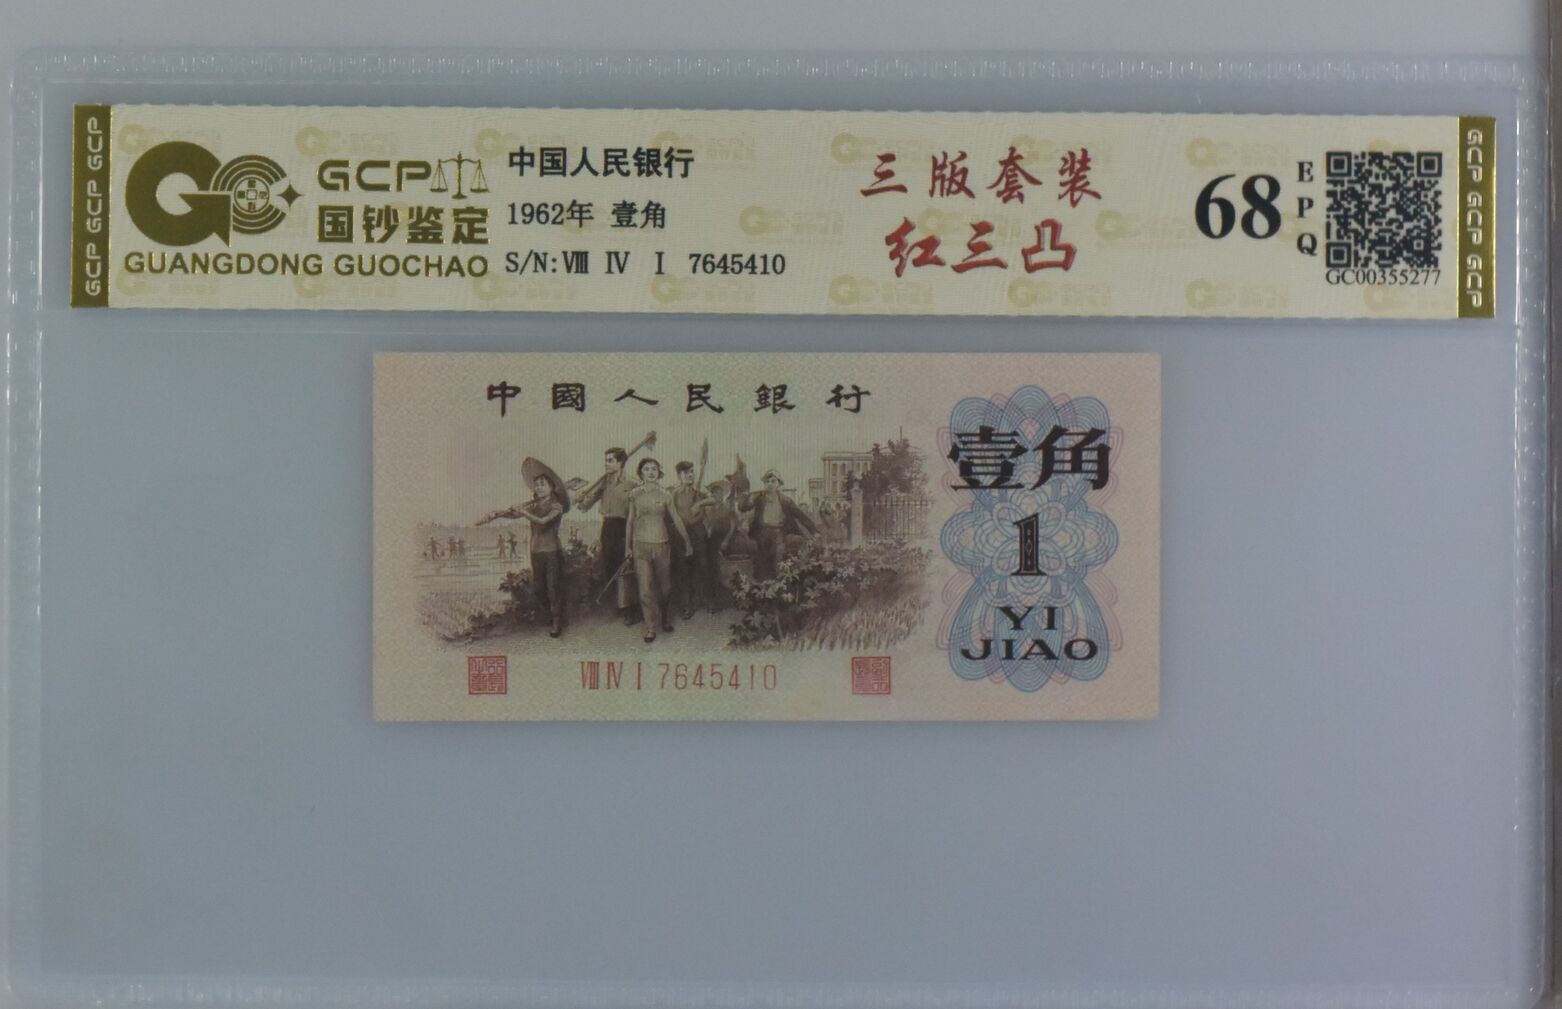 GCP GCP GCP
GCP
国钞鉴定
GUANGDONG GUOCHAO
中国人民银行
1962年 壹角
S/N:Ⅷ Ⅳ Ⅰ 7645410
三版套装
红三凸
68
EPQ
GC00355277
GCP GCP GCP
中國人民銀行
壹角
1
YI
JIAO
Ⅷ Ⅳ Ⅰ 7645410